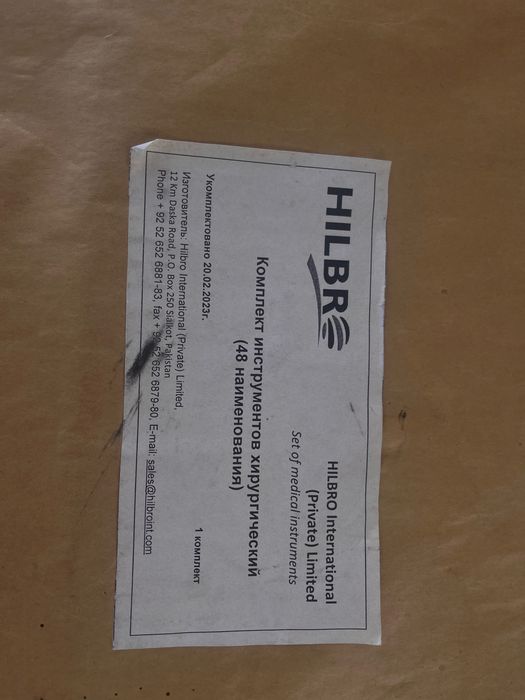 HILBRO
HILBRO International
(Private) Limited
Set of medical instruments
Комплект инструментов хирургический
(48 наименования)
1 комплект
Укомплектовано 20.02.2023г.
Изготовитель: Hilbro International (Private) Limited,
12 Km Daska Road, P.O. Box 250 Sialkot, Pakistan
Phone + 92 52 652 6881-83, fax + 92 52 652 6879-80, E-mail: sales@hilbroint.com